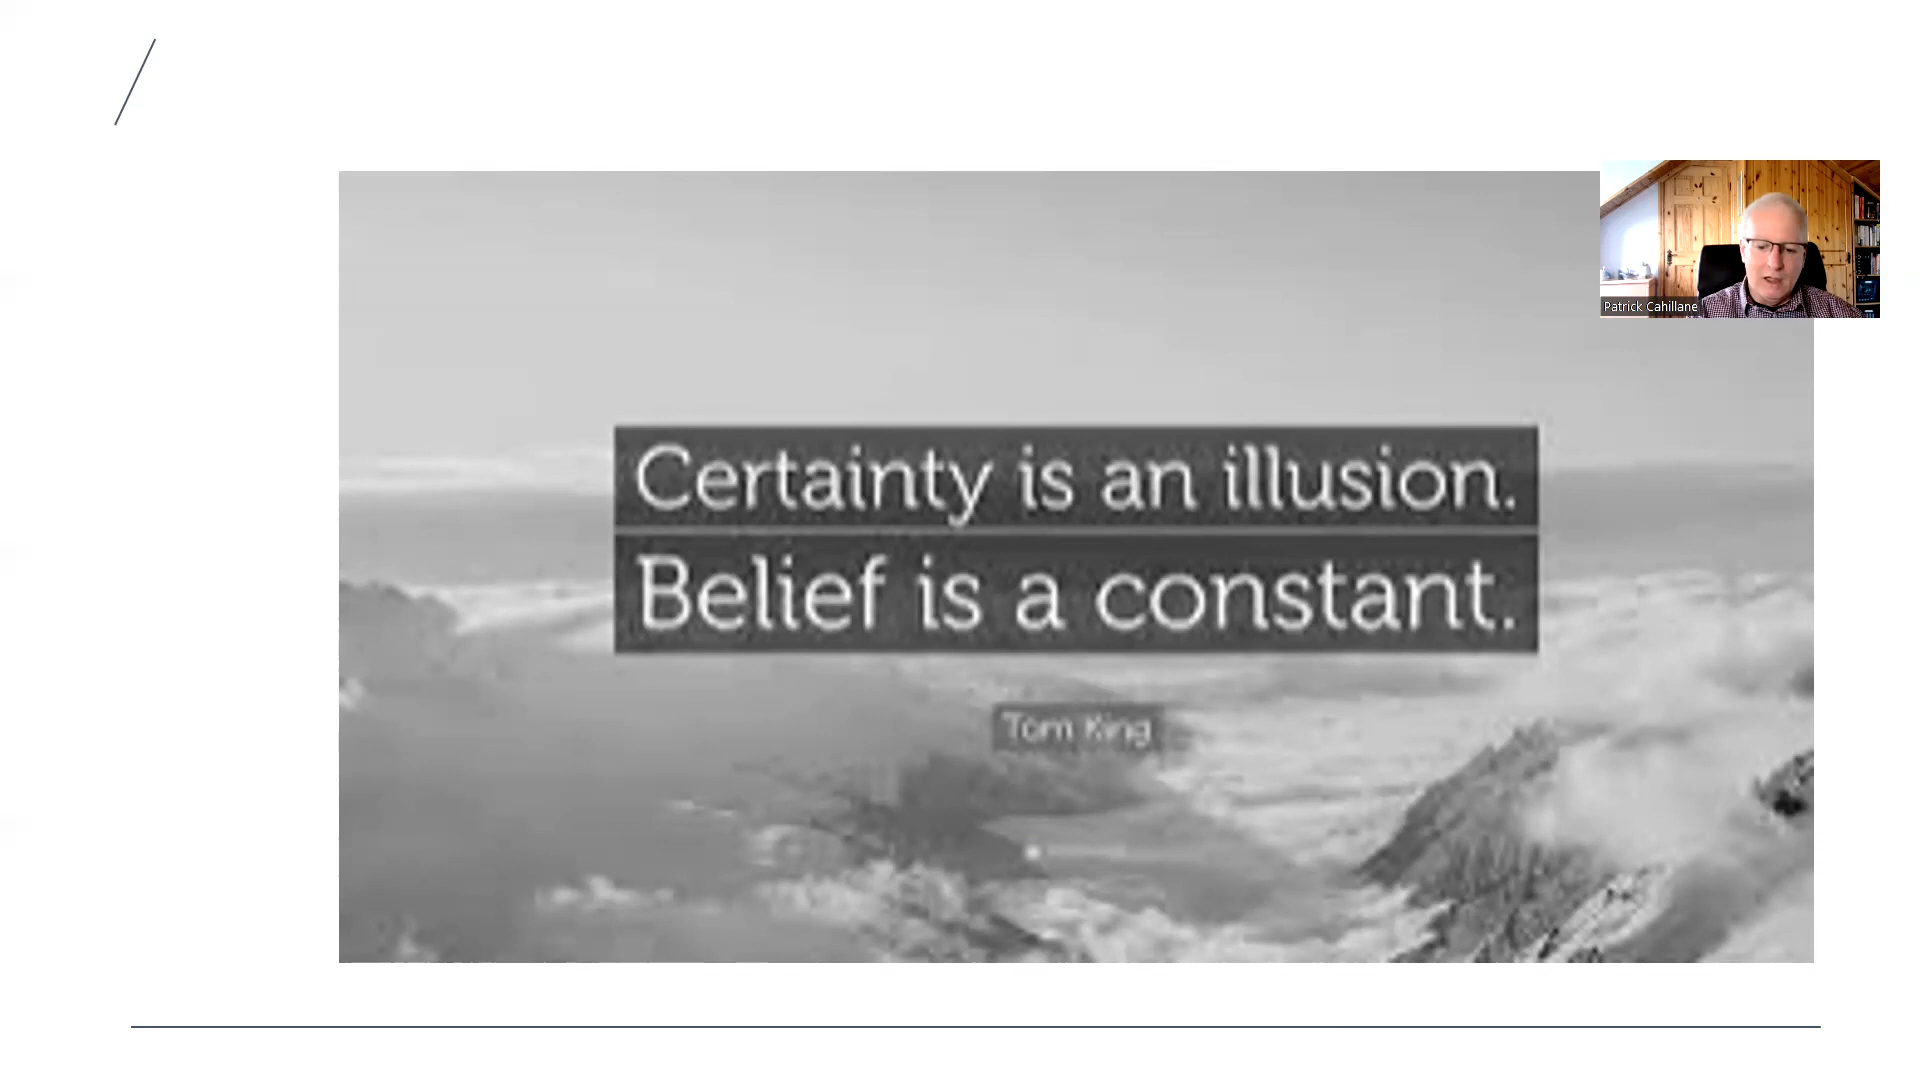 Certainty is an illusion.
Belief is a constant.
Tom King
Patrick Cahillane